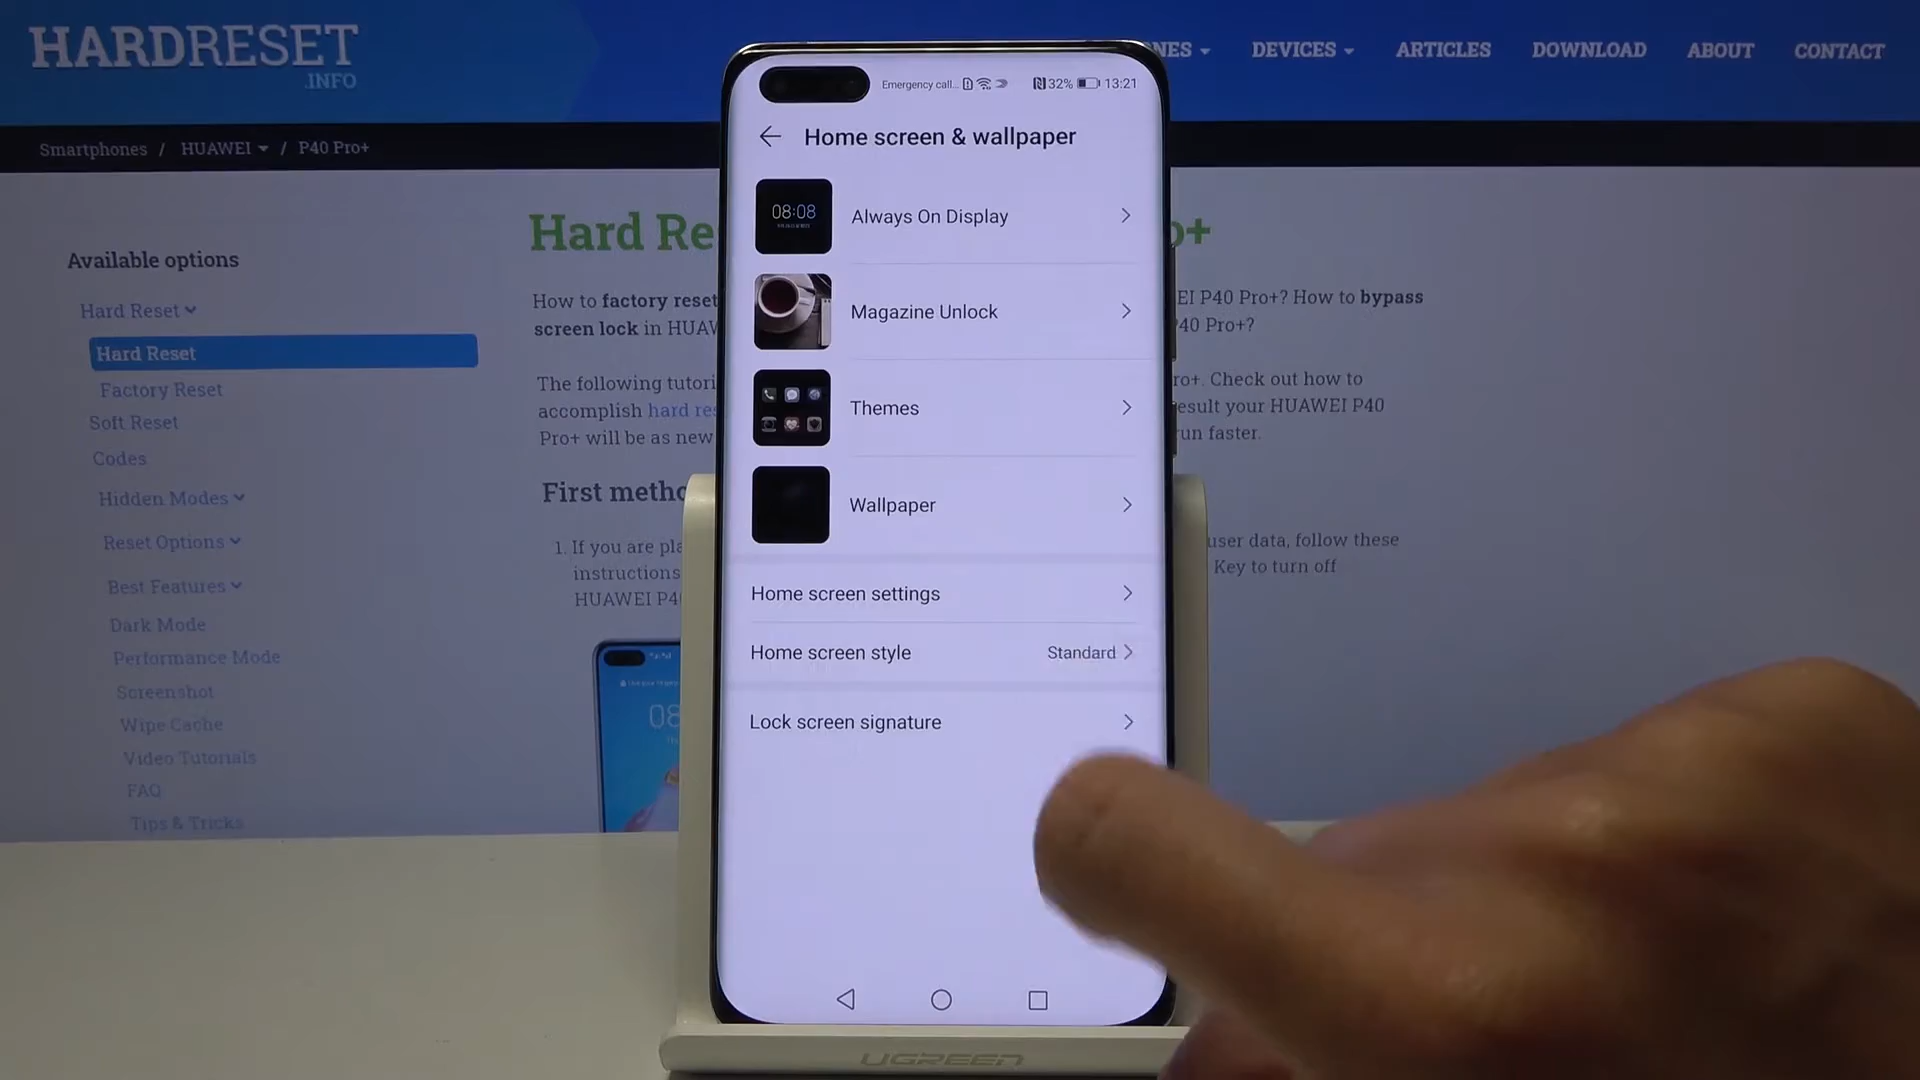 HARDRESET
.INFO
NES
DEVICES
ARTICLES
DOWNLOAD
ABOUT
CONTACT
Smartphones / HUAWEI / P40 Pro+
Available options
Hard Reset
Hard Reset
Factory Reset
Soft Reset
Codes
Hidden Modes
Reset Options
Best Features
Dark Mode
Performance Mode
Screenshot
Wipe Cache
Video Tutorials
FAQ
Tips & Tricks
Hard Re
o+
How to factory reset
EI P40 Pro+? How to bypass
screen lock in HUAW
P40 Pro+?
The following tutori
ro+. Check out how to
accomplish hard res
esult your HUAWEI P40
Pro+ will be as new
run faster.
First metho
1. If you are pla
user data, follow these
instructions
Key to turn off
HUAWEI P4
08
Emergency call... 32% 13:21
Home screen & wallpaper
08:08
Always On Display
Magazine Unlock
Themes
Wallpaper
Home screen settings
Home screen style Standard
Lock screen signature
UGREEN